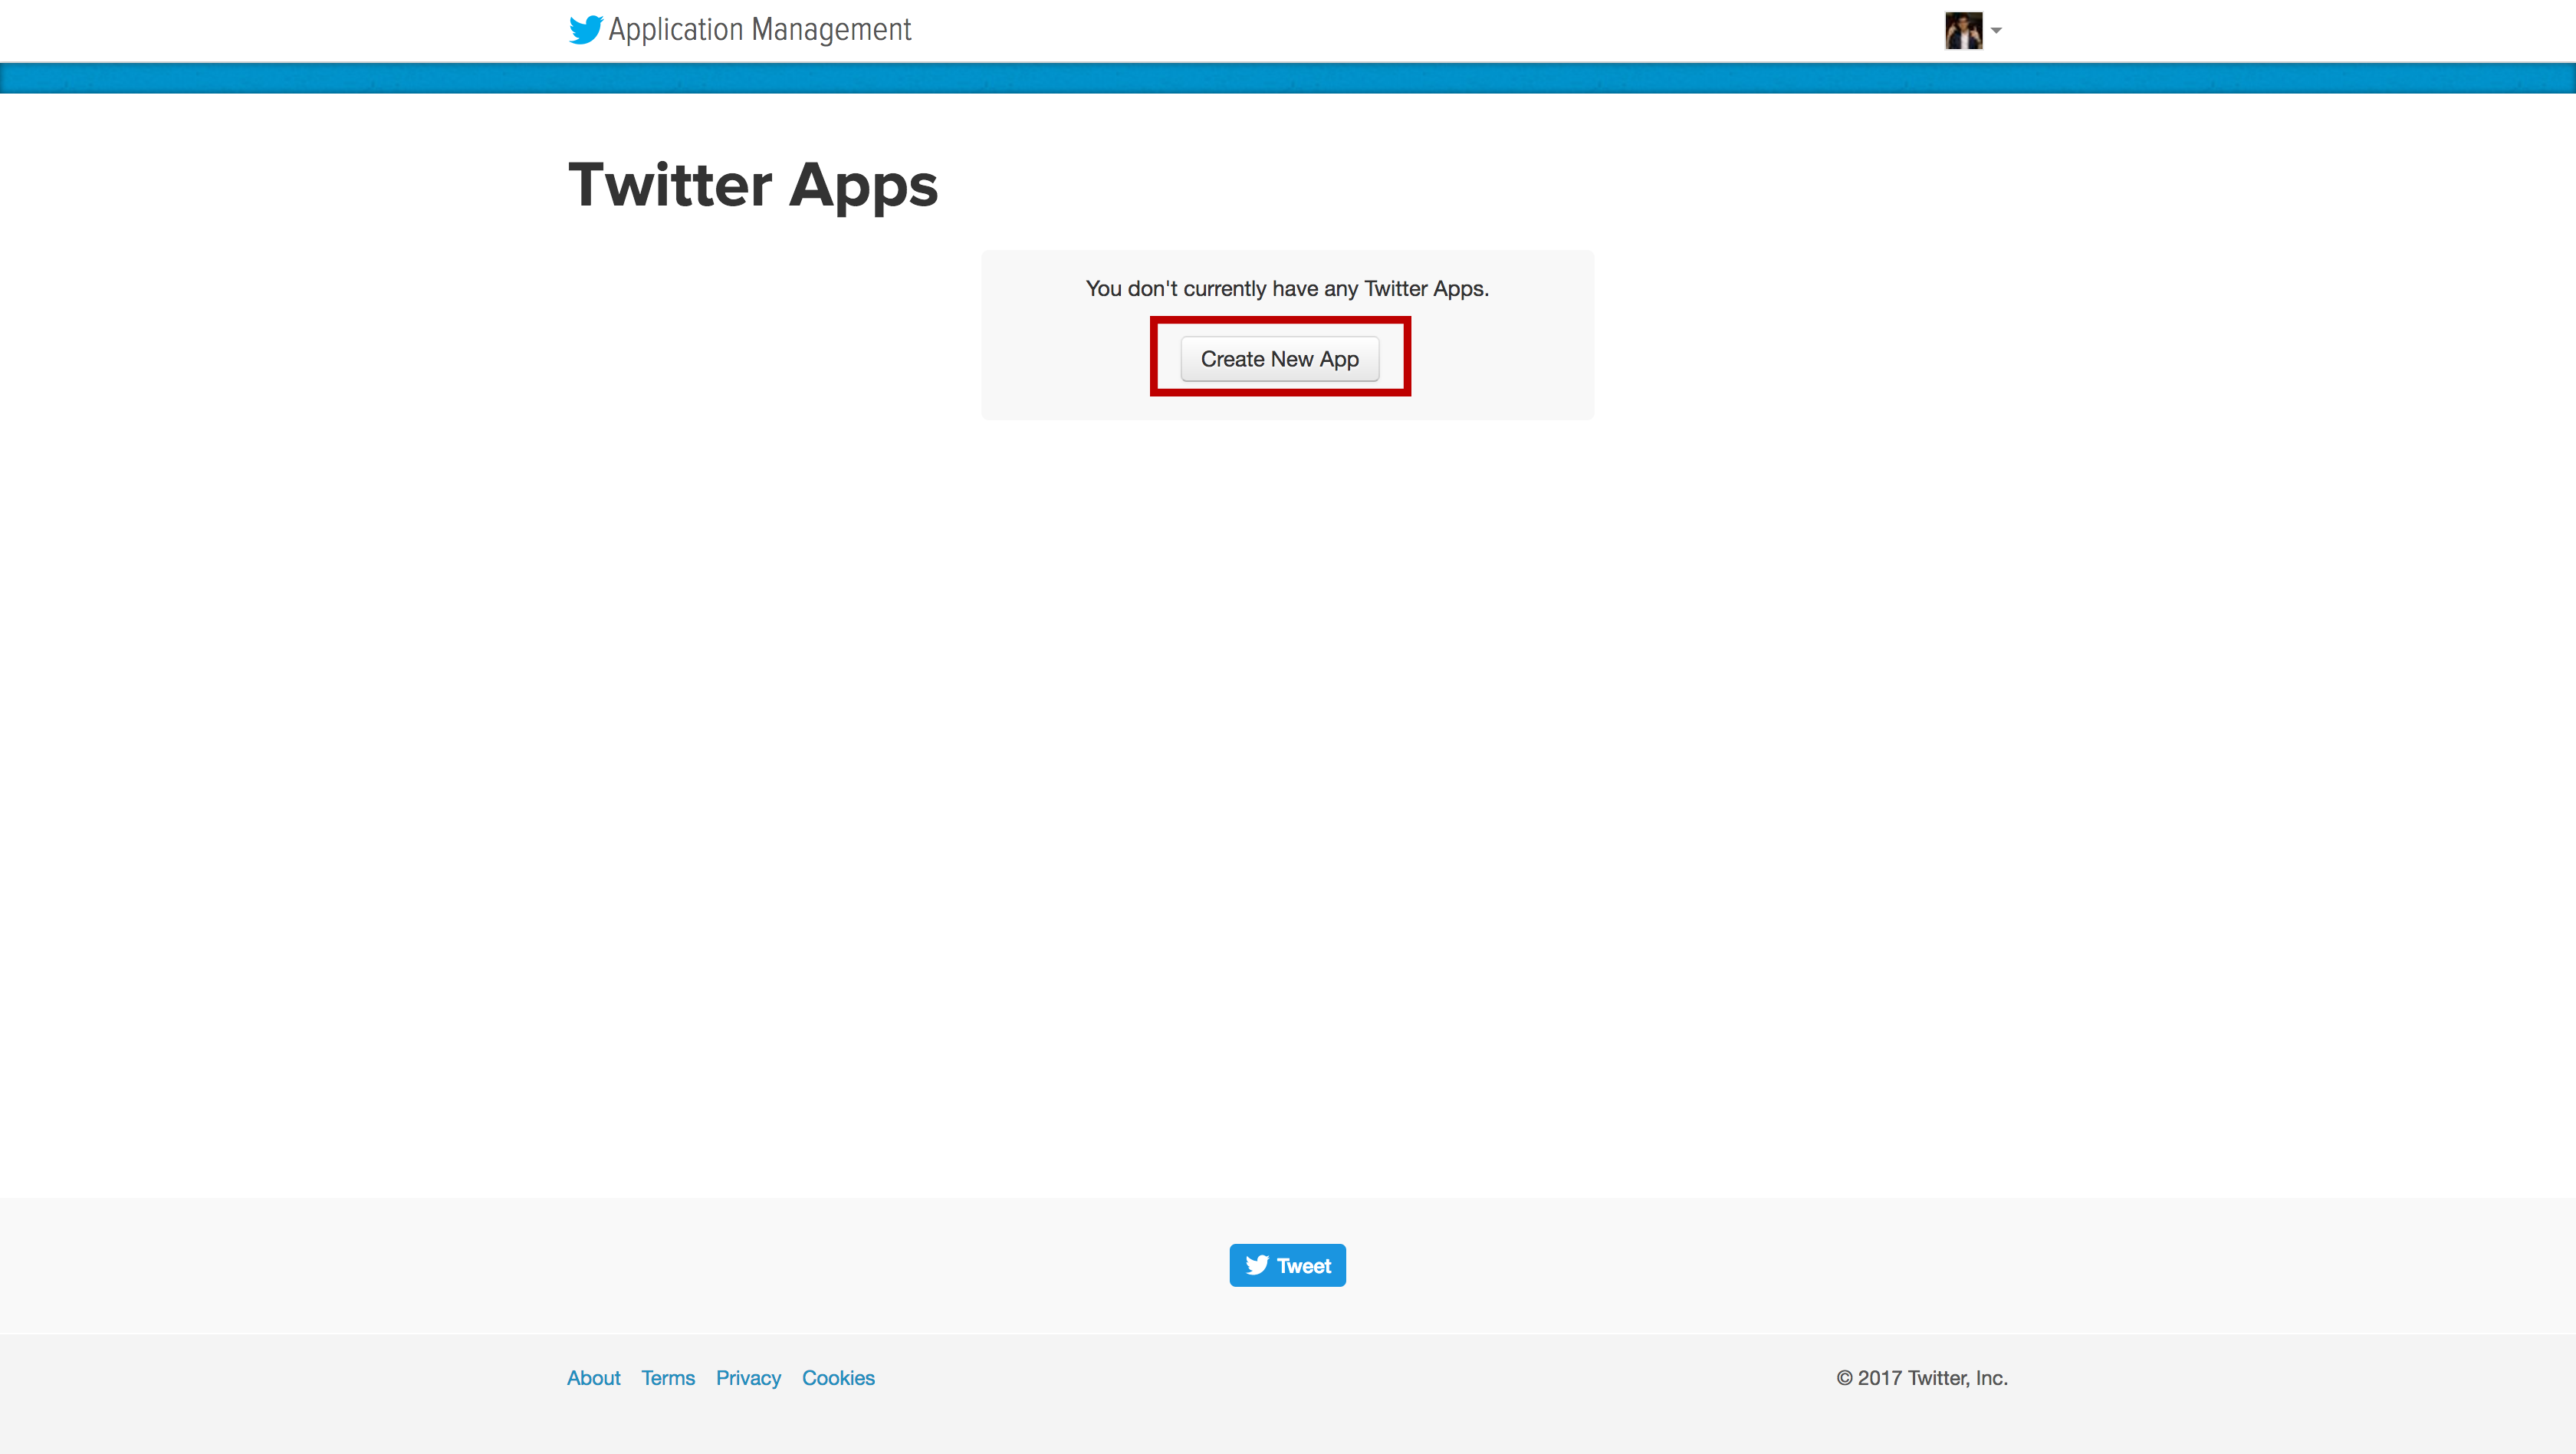 Application Management
Twitter Apps
You don't currently have any Twitter Apps.
Create New App
Tweet
About Terms Privacy Cookies
© 2017 Twitter, Inc.